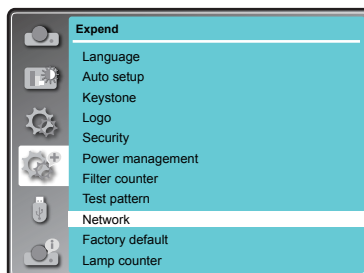 Expend
Language
Auto setup
Keystone
Logo
Security
Power management
Filter counter
Test pattern
Network
Factory default
Lamp counter